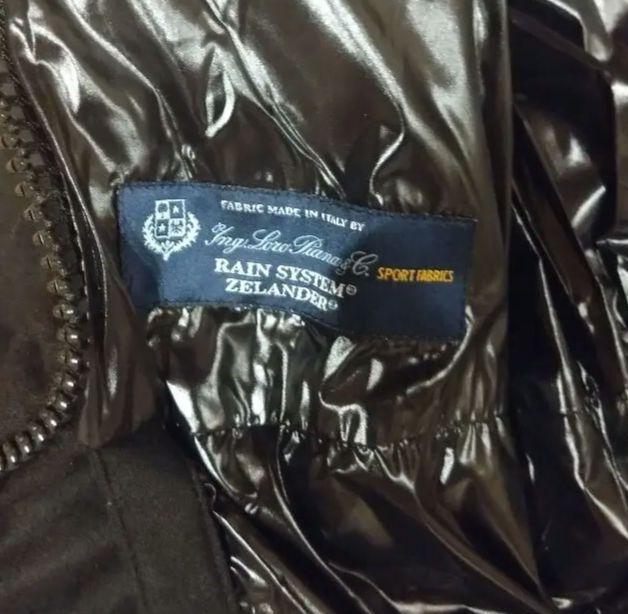 FABRIC MADE IN ITALY BY
Ing. Loro Piana & C.
SPORT FABRICS
RAIN SYSTEM®
ZELANDER®